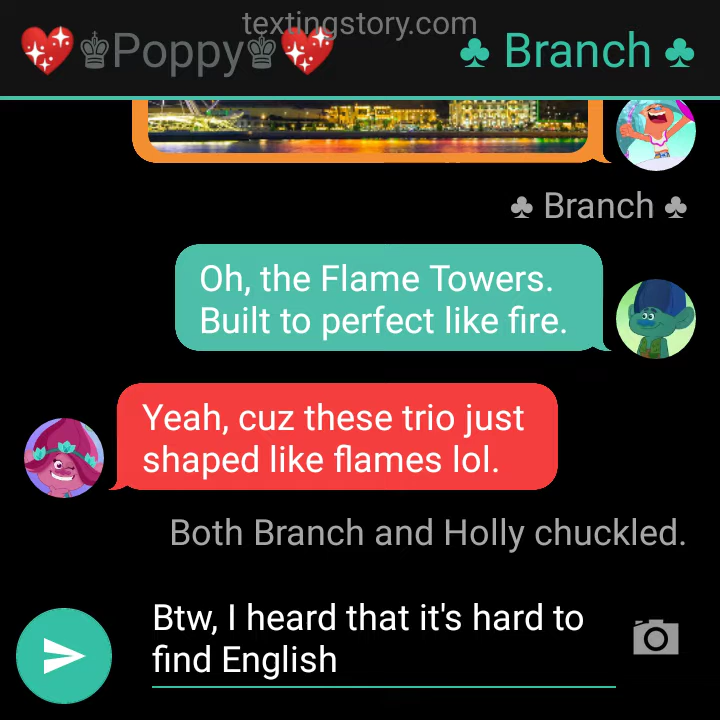 textingstory.com
💖♚Poppy♚💖
♣ Branch ♣
♣ Branch ♣
Oh, the Flame Towers.
Built to perfect like fire.
Yeah, cuz these trio just
shaped like flames lol.
Both Branch and Holly chuckled.
Btw, I heard that it's hard to
find English